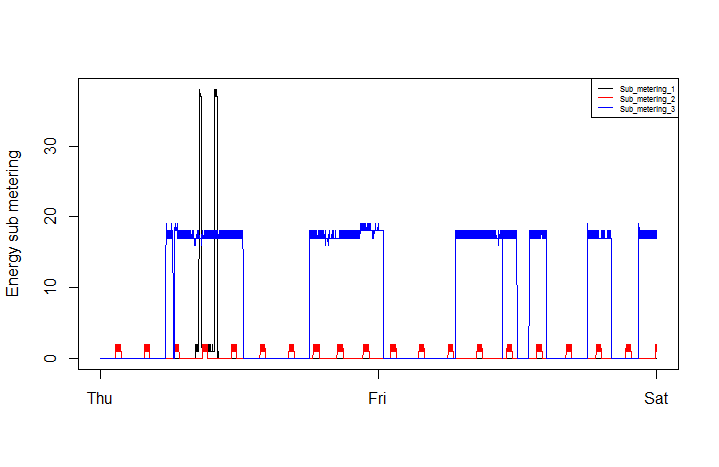 Sub_metering_1
Sub_metering_2
Sub_metering_3
Energy sub metering
30
20
10
0
Thu
Fri
Sat